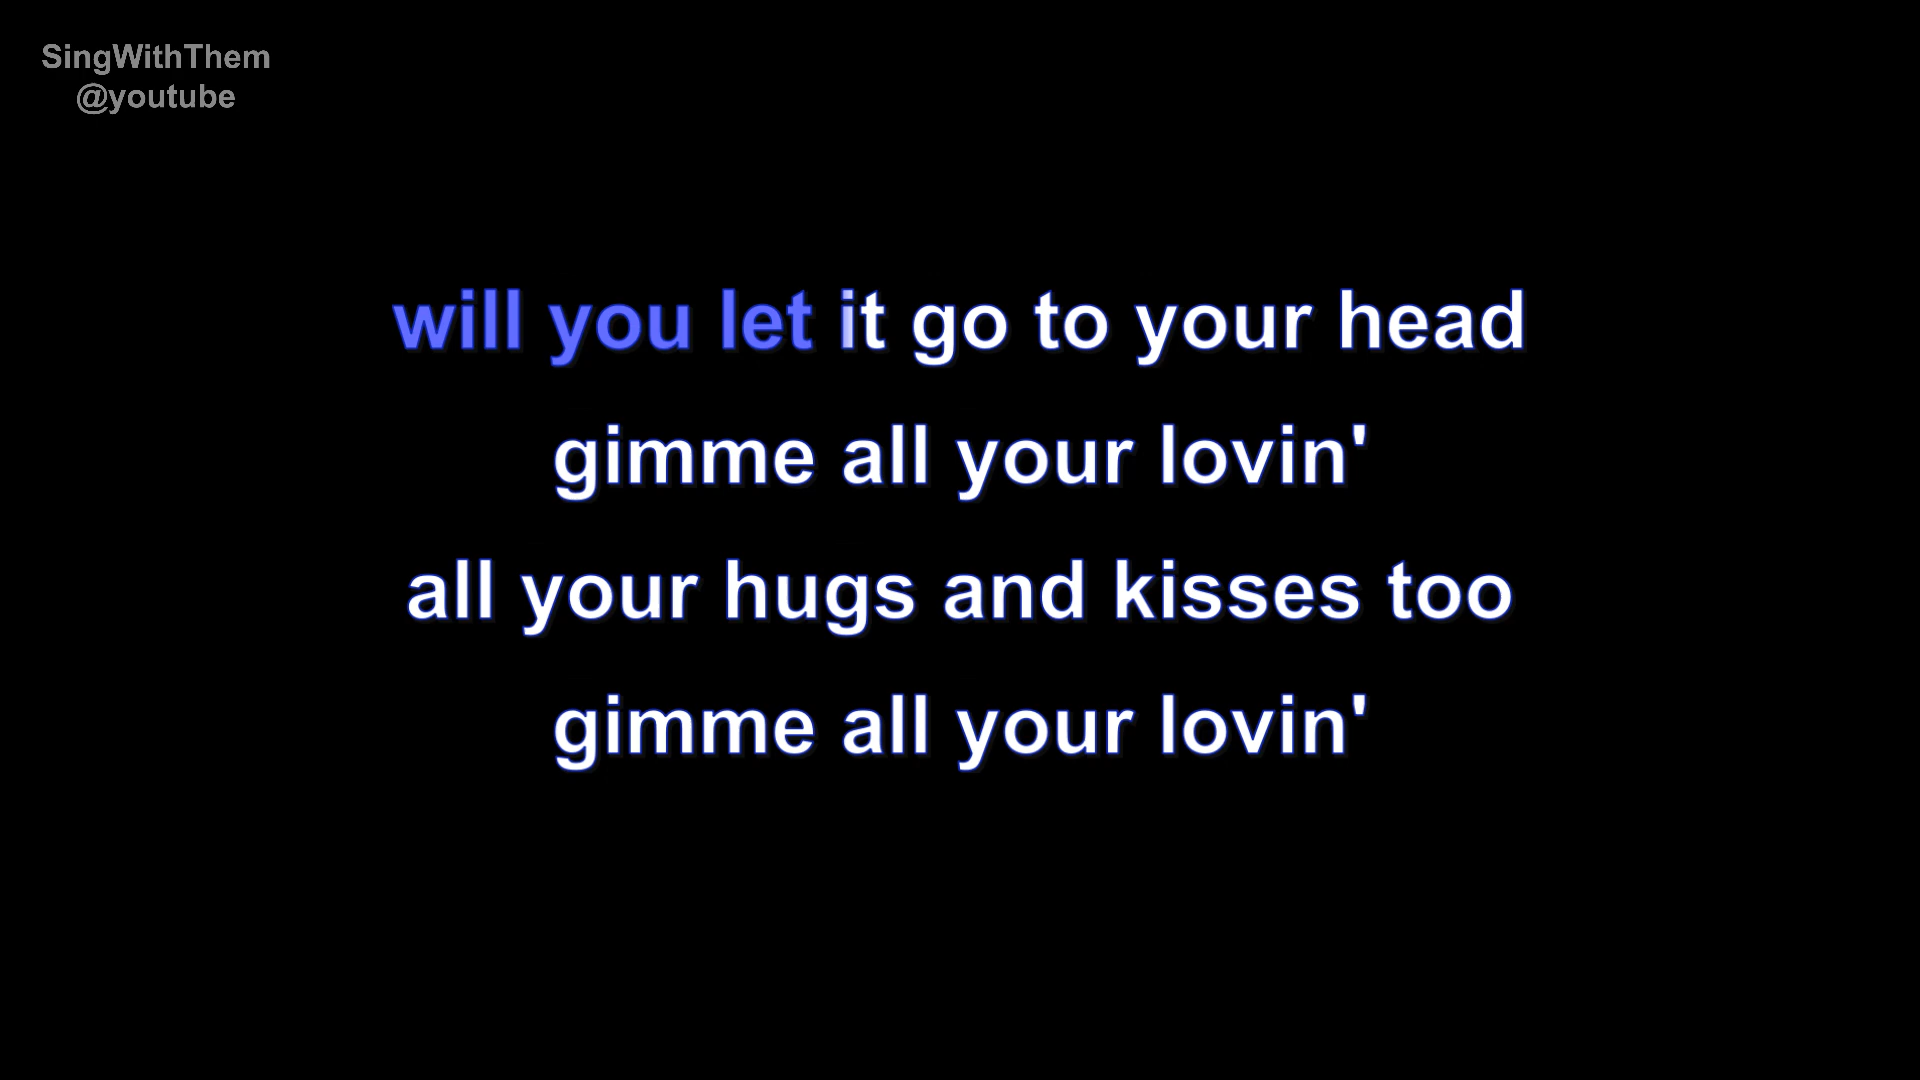 SingWithThem
@youtube
will you let it go to your head
gimme all your lovin'
all your hugs and kisses too
gimme all your lovin'